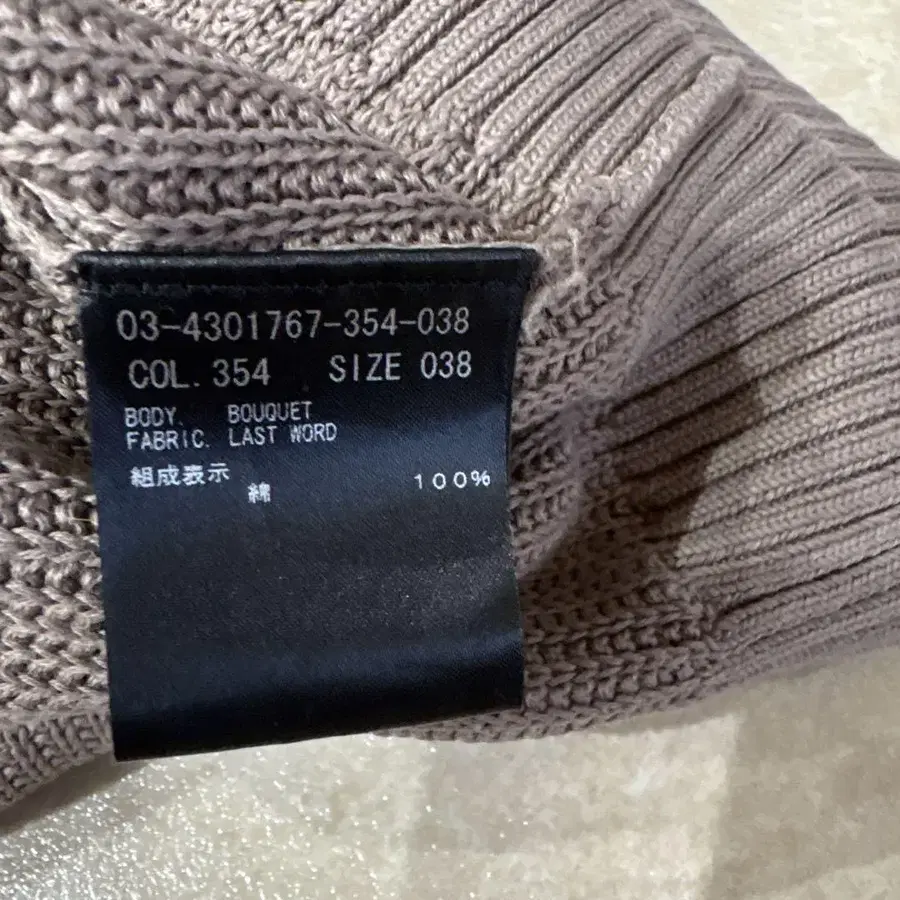 03-4301767-354-038
COL. 354 SIZE 038
BODY. BOUQUET
FABRIC. LAST WORD
組成表示
綿 100%